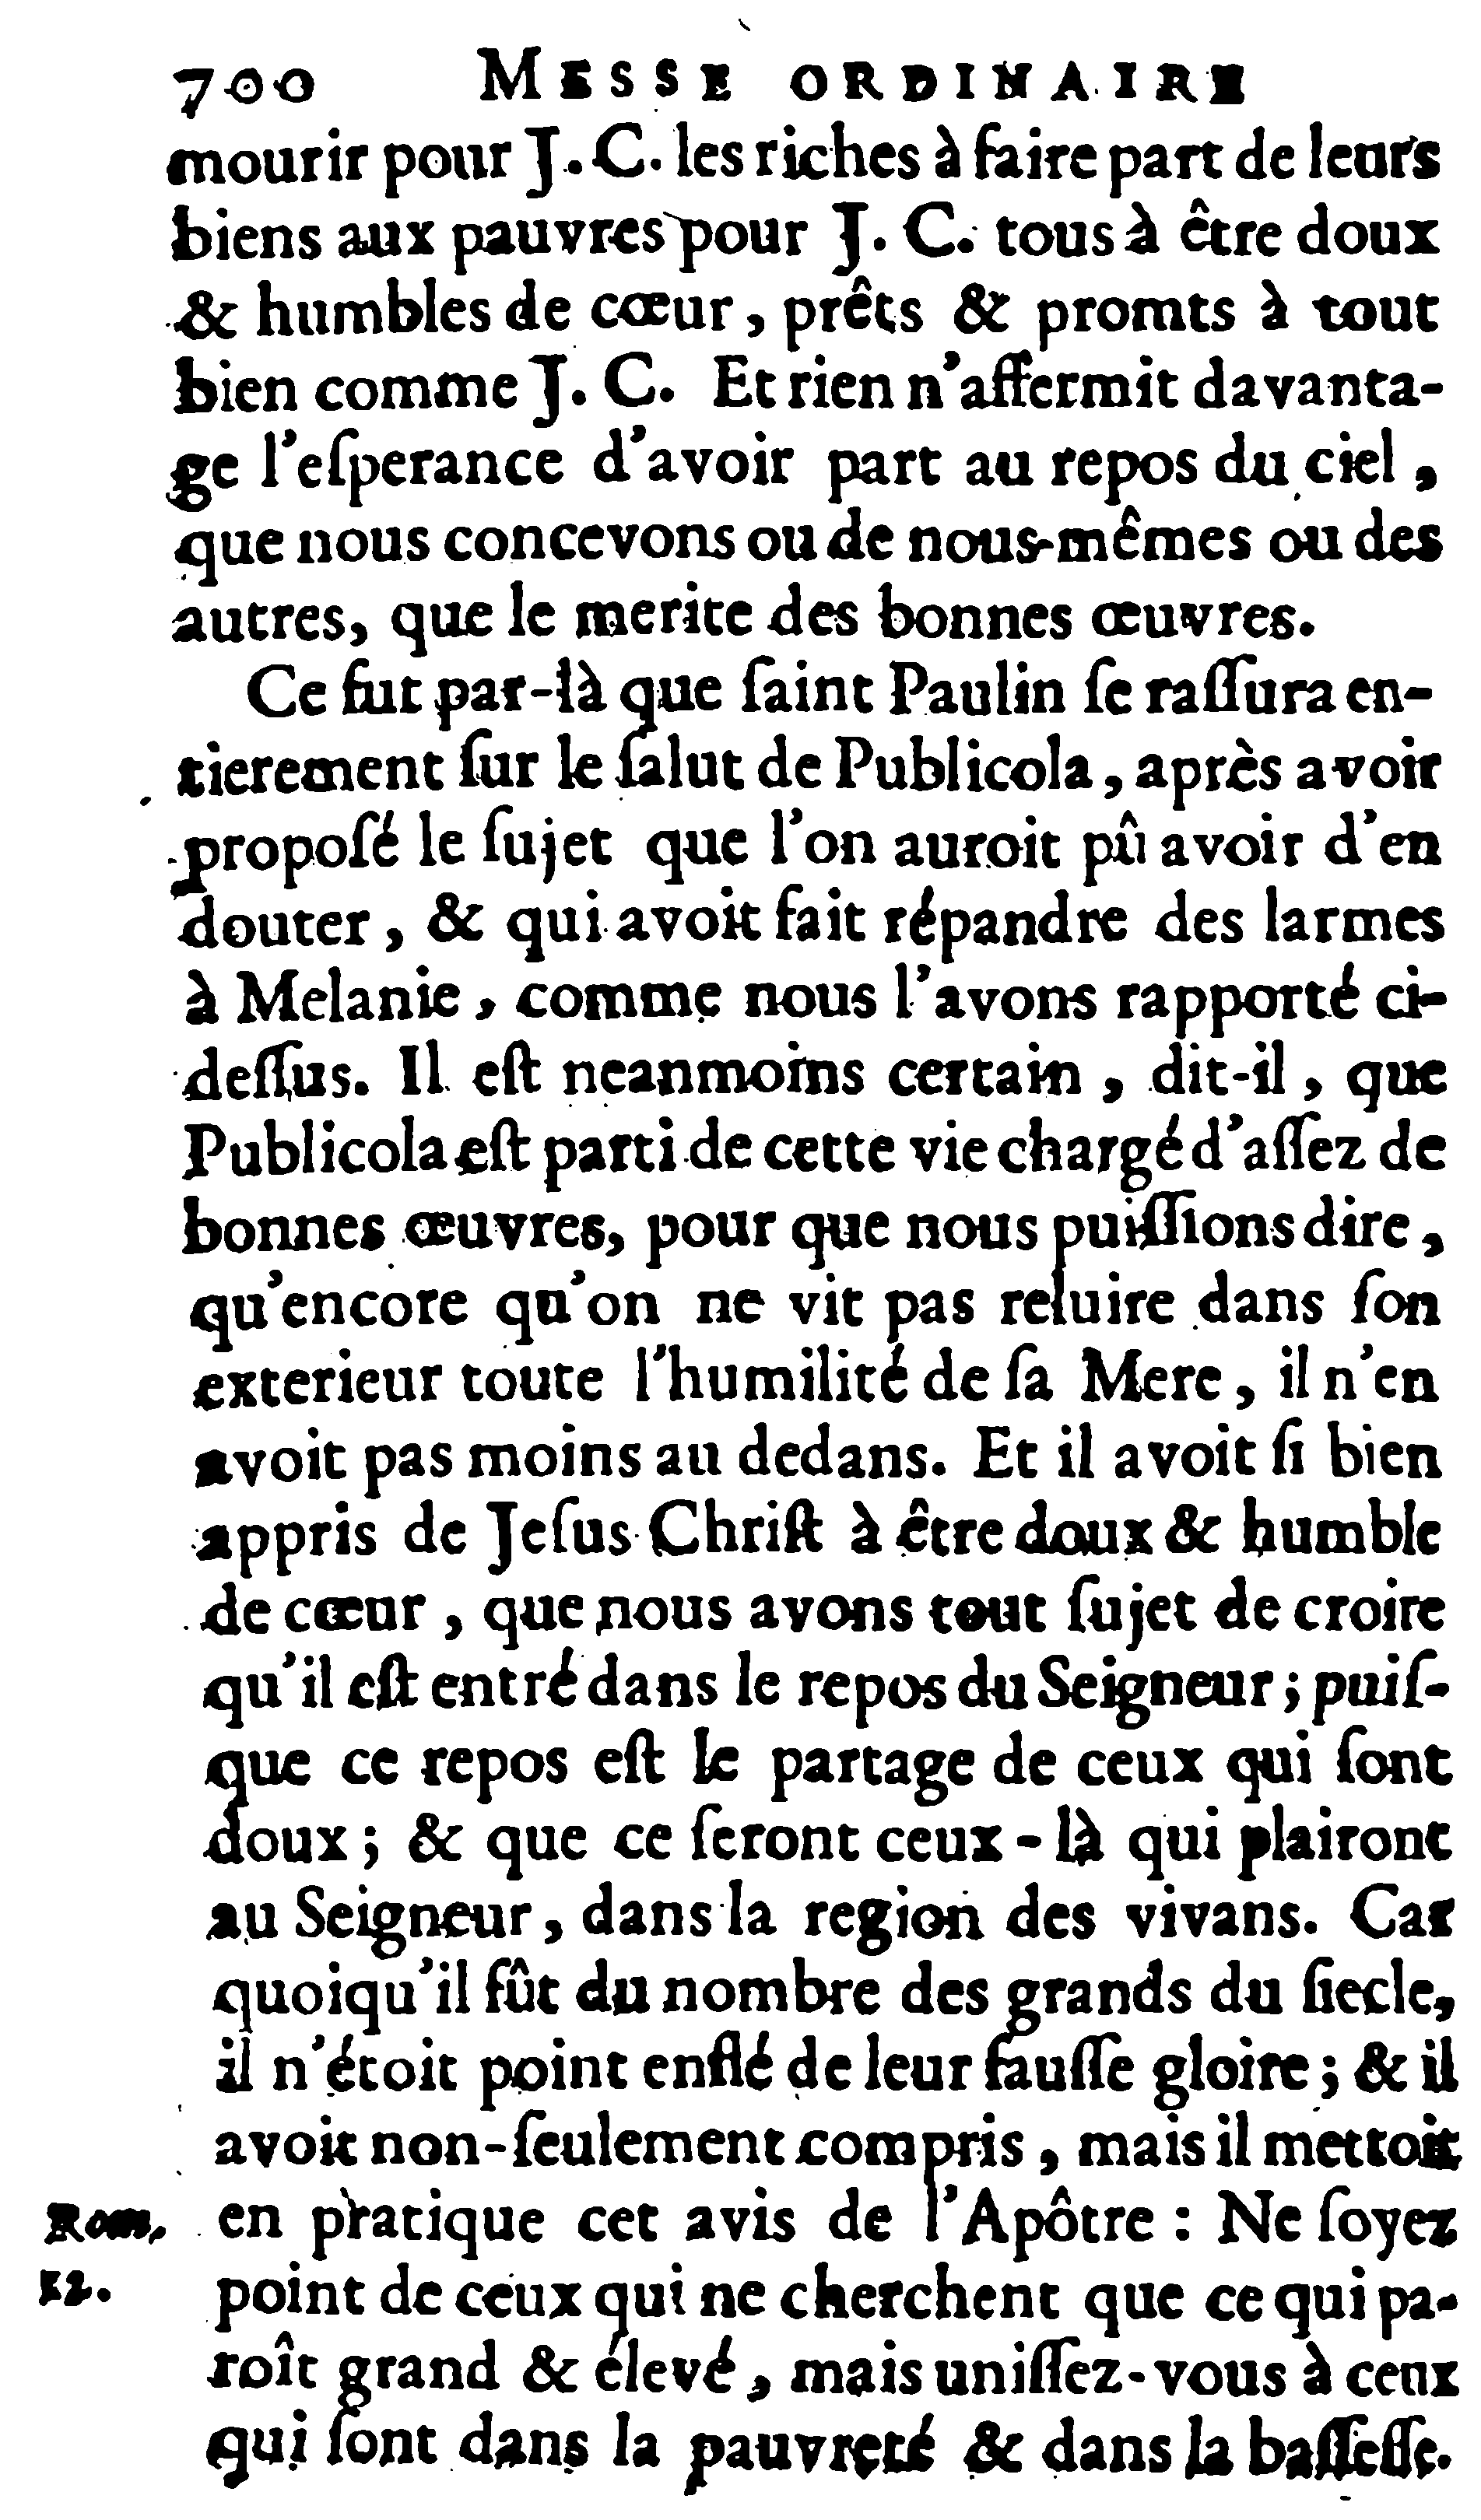 700 MESSE ORDINAIRE
mourir pour J. C. les riches à faire part de leurs
biens aux pauvres pour J. C. tous à être doux
& humbles de cœur, prêts & promts à tout
bien comme J. C. Et rien n'affermit davanta-
ge l'eſperance d'avoir part au repos du ciel,
que nous concevons ou de nous-mêmes ou des
autres, que le merite des bonnes œuvres.
Ce fut par-là que ſaint Paulin ſe raſſura en-
tierement ſur le ſalut de Publicola, après avoir
propoſé le ſujet que l'on auroit pû avoir d'en
douter, & qui avoit fait répandre des larmes
à Melanie, comme nous l'avons rapporté ci-
deſſus. Il eſt neanmoins certain, dit-il, que
Publicola eſt parti de cette vie chargé d'aſſez de
bonnes œuvres, pour que nous puiſſions dire,
qu'encore qu'on ne vit pas reluire dans ſon
exterieur toute l'humilité de ſa Mere, il n'en
avoit pas moins au dedans. Et il avoit ſi bien
appris de Jeſus Chriſt à être doux & humble
de cœur, que nous avons tout ſujet de croire
qu'il eſt entré dans le repos du Seigneur; puiſ-
que ce repos eſt le partage de ceux qui ſont
doux; & que ce ſeront ceux-là qui plairont
au Seigneur, dans la region des vivans. Car
quoiqu'il fût du nombre des grands du ſiecle,
il n'étoit point enflé de leur fauſſe gloire; & il
avoit non-ſeulement compris, mais il mettoit
Rom. 12.
en pratique cet avis de l'Apôtre : Ne ſoyez
point de ceux qui ne cherchent que ce qui pa-
roît grand & élevé, mais uniſſez-vous à ceux
qui ſont dans la pauvreté & dans la baſſeſſe.